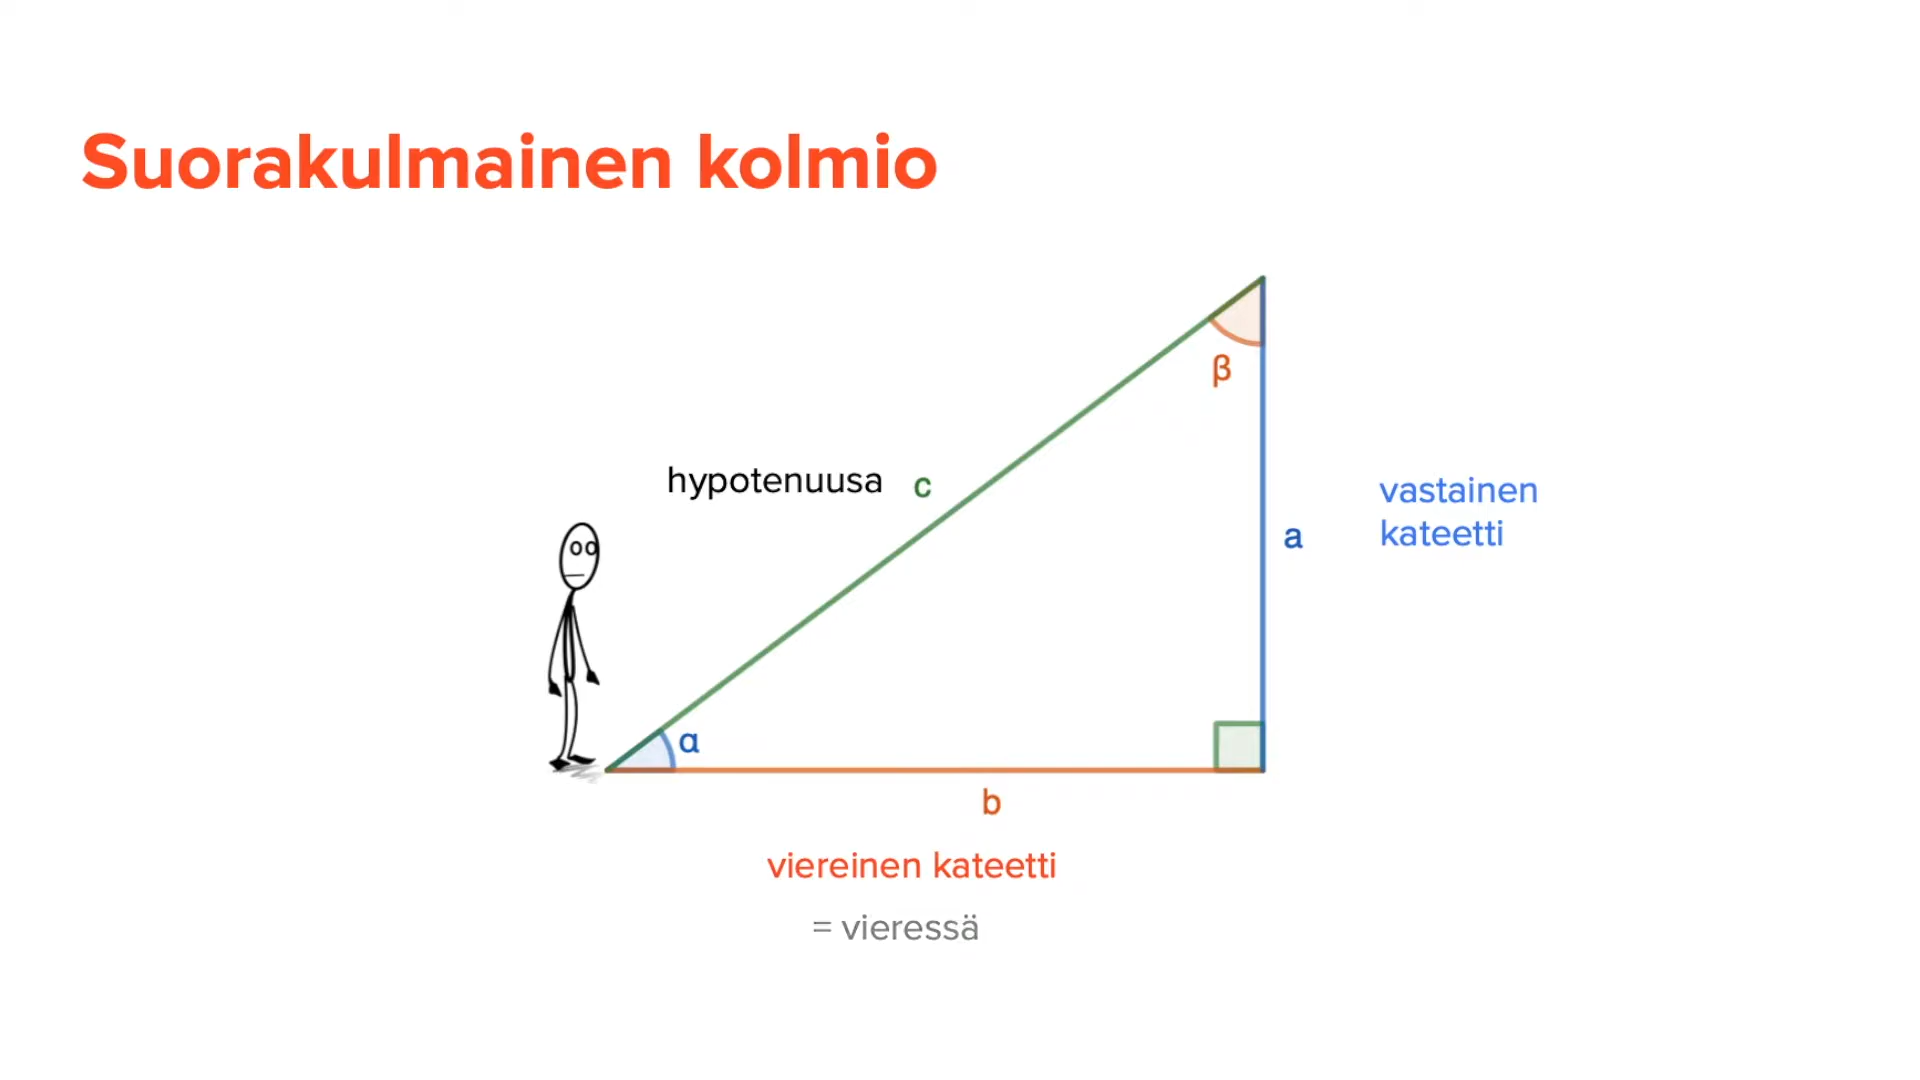 Suorakulmainen kolmio
β
hypotenuusa c
vastainen
kateetti
a
α
b
viereinen kateetti
= vieressä